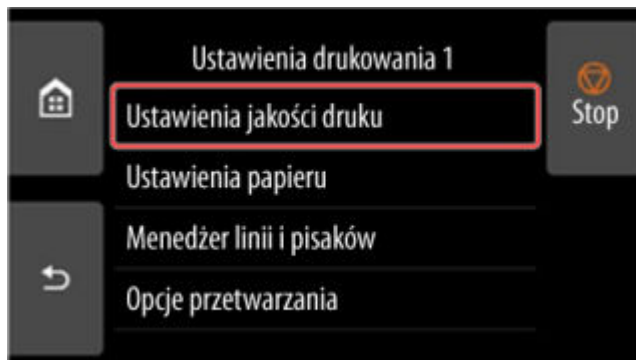 Ustawienia drukowania 1
Ustawienia jakości druku
Stop
Ustawienia papieru
Menedżer linii i pisaków
Opcje przetwarzania